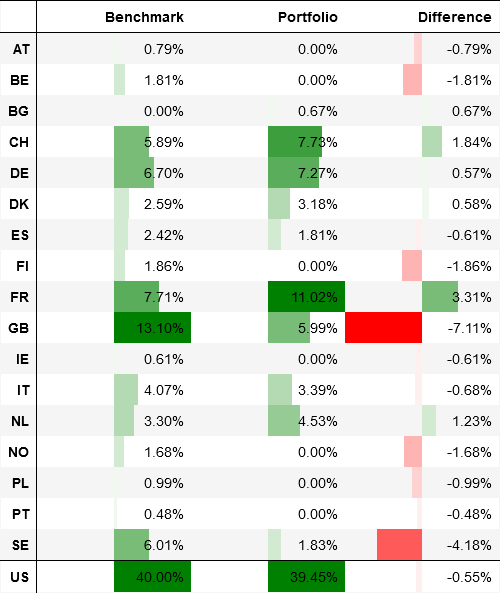 Benchmark Portfolio Difference
AT 0.79% 0.00% -0.79%
BE 1.81% 0.00% -1.81%
BG 0.00% 0.67% 0.67%
CH 5.89% 7.73% 1.84%
DE 6.70% 7.27% 0.57%
DK 2.59% 3.18% 0.58%
ES 2.42% 1.81% -0.61%
FI 1.86% 0.00% -1.86%
FR 7.71% 11.02% 3.31%
GB 13.10% 5.99% -7.11%
IE 0.61% 0.00% -0.61%
IT 4.07% 3.39% -0.68%
NL 3.30% 4.53% 1.23%
NO 1.68% 0.00% -1.68%
PL 0.99% 0.00% -0.99%
PT 0.48% 0.00% -0.48%
SE 6.01% 1.83% -4.18%
US 40.00% 39.45% -0.55%